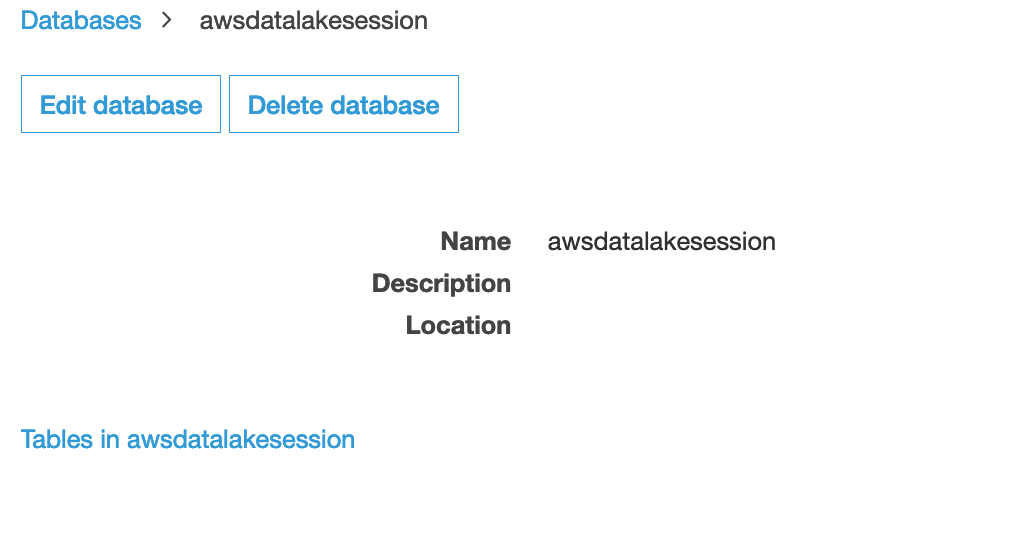 Databases > awsdatalakesession
Edit database Delete database
Name awsdatalakesession
Description
Location
Tables in awsdatalakesession